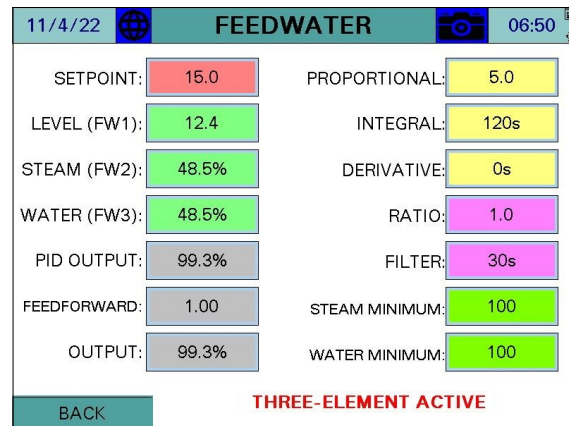 11/4/22 FEEDWATER 06:50
SETPOINT: 15.0 PROPORTIONAL: 5.0
LEVEL (FW1): 12.4 INTEGRAL: 120s
STEAM (FW2): 48.5% DERIVATIVE: 0s
WATER (FW3): 48.5% RATIO: 1.0
PID OUTPUT: 99.3% FILTER: 30s
FEEDFORWARD: 1.00 STEAM MINIMUM: 100
OUTPUT: 99.3% WATER MINIMUM: 100
BACK THREE-ELEMENT ACTIVE